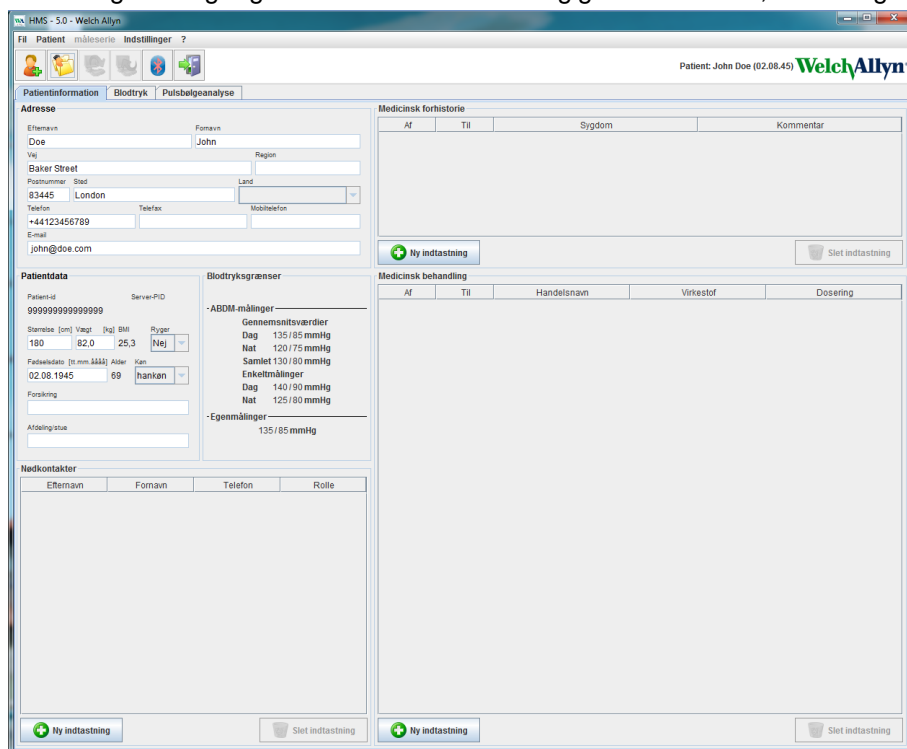 HMS - 5.0 - Welch Allyn
Fil Patient måleserie Indstillinger ?
Patient: John Doe (02.08.45) WelchAllyn
Patientinformation Blodtryk Pulsbølgeanalyse
Adresse
Efternavn Fornavn
Doe John
Vej Region
Baker Street
Postnummer Sted Land
83445 London
Telefon Telefax Mobiltelefon
+44123456789
E-mail
john@doe.com
Medicinsk forhistorie
Af Til Sygdom Kommentar
Ny indtastning Slet indtastning
Patientdata
Patient-id Server-PID
999999999999999
Størrelse [cm] Vægt [kg] BMI Ryger
180 82,0 25,3 Nej
Fødselsdato [tt.mm.åååå] Alder Køn
02.08.1945 69 hankøn
Forsikring
Afdeling/stue
Blodtryksgrænser
ABDM-målinger
Gennemsnitsværdier
Dag 135/85 mmHg
Nat 120/75 mmHg
Samlet 130/80 mmHg
Enkeltmålinger
Dag 140/90 mmHg
Nat 125/80 mmHg
Egenmålinger
135/85 mmHg
Medicinsk behandling
Af Til Handelsnavn Virkestof Dosering
Nødkontakter
Efternavn Fornavn Telefon Rolle
Ny indtastning Slet indtastning
Ny indtastning Slet indtastning